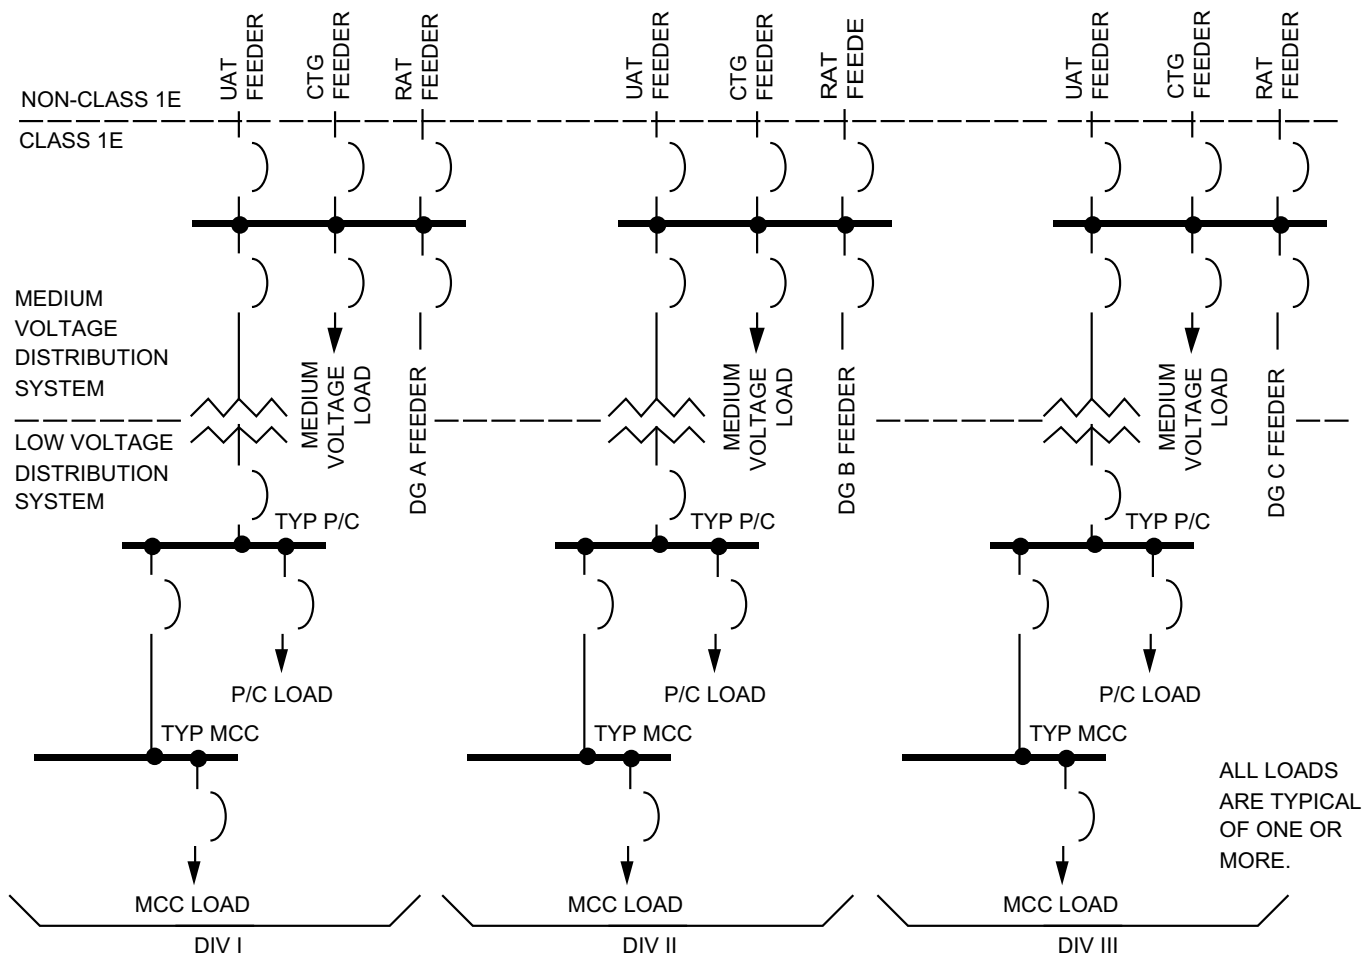 UAT
FEEDER
CTG
FEEDER
RAT
FEEDER
UAT
FEEDER
CTG
FEEDER
RAT
FEEDE
UAT
FEEDER
CTG
FEEDER
RAT
FEEDER
NON-CLASS 1E
CLASS 1E
MEDIUM
VOLTAGE
DISTRIBUTION
SYSTEM
LOW VOLTAGE
DISTRIBUTION
SYSTEM
MEDIUM
VOLTAGE
LOAD
DG A FEEDER
MEDIUM
VOLTAGE
LOAD
DG B FEEDER
MEDIUM
VOLTAGE
LOAD
DG C FEEDER
TYP P/C
TYP P/C
TYP P/C
P/C LOAD
P/C LOAD
P/C LOAD
TYP MCC
TYP MCC
TYP MCC
ALL LOADS
ARE TYPICAL
OF ONE OR
MORE.
MCC LOAD
MCC LOAD
MCC LOAD
DIV I
DIV II
DIV III